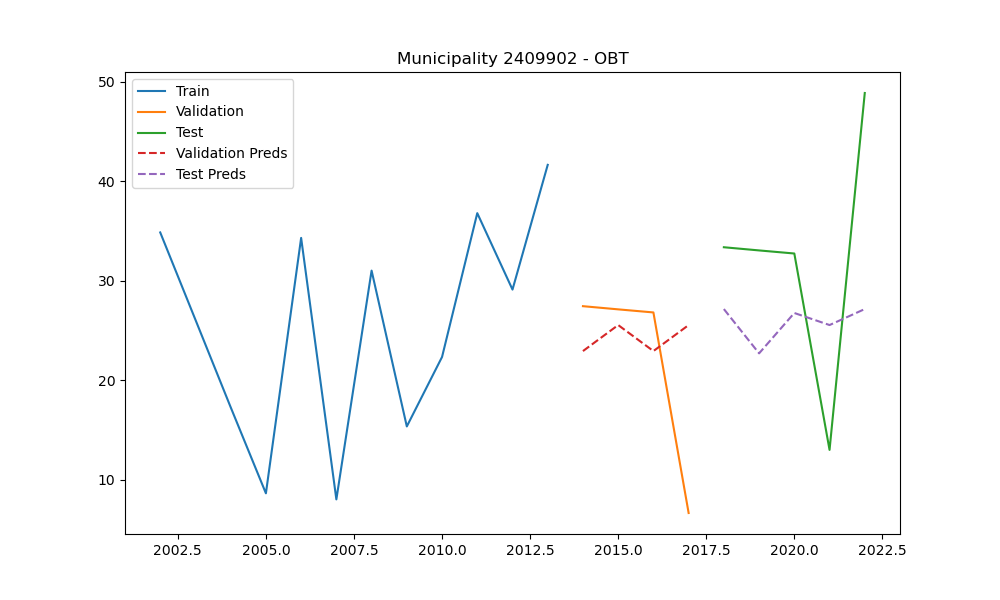 Municipality 2409902 - OBT
Train
Validation
Test
Validation Preds
Test Preds
50
40
30
20
10
2002.5 2005.0 2007.5 2010.0 2012.5 2015.0 2017.5 2020.0 2022.5